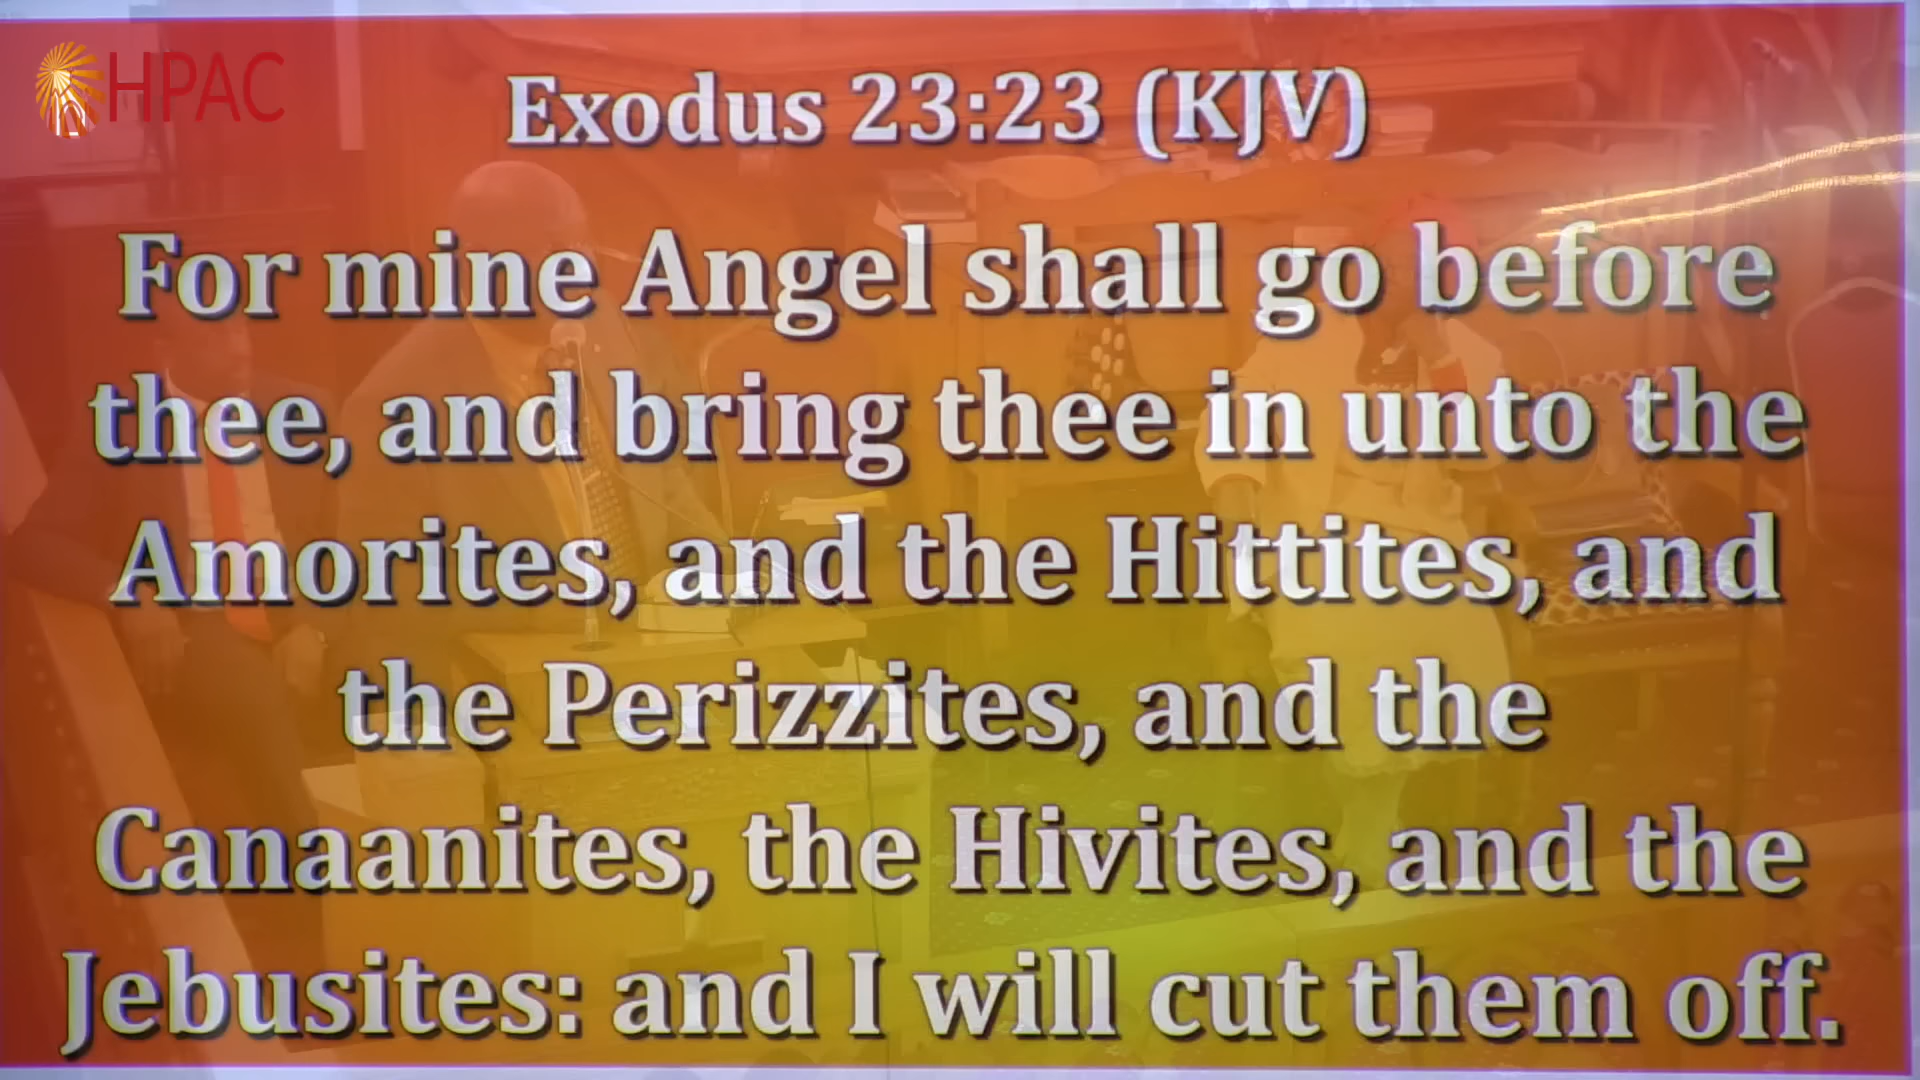 HPAC
Exodus 23:23 (KJV)
For mine Angel shall go before
thee, and bring thee in unto the
Amorites, and the Hittites, and
the Perizzites, and the
Canaanites, the Hivites, and the
Jebusites: and I will cut them off.